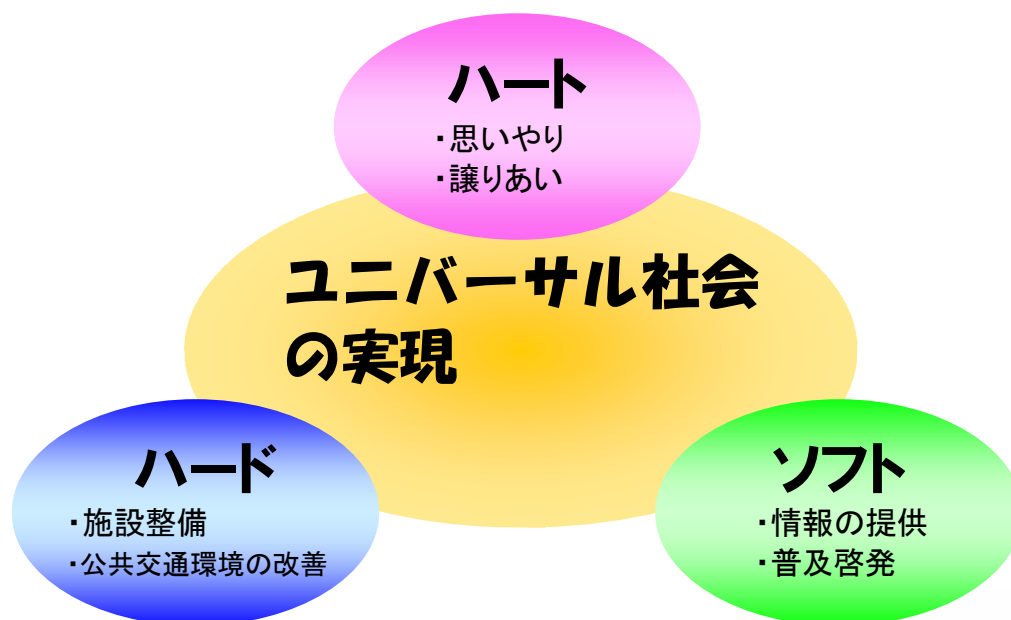 ハート
・思いやり
・譲りあい
ユニバーサル社会
の実現
ハード
・施設整備
・公共交通環境の改善
ソフト
・情報の提供
・普及啓発